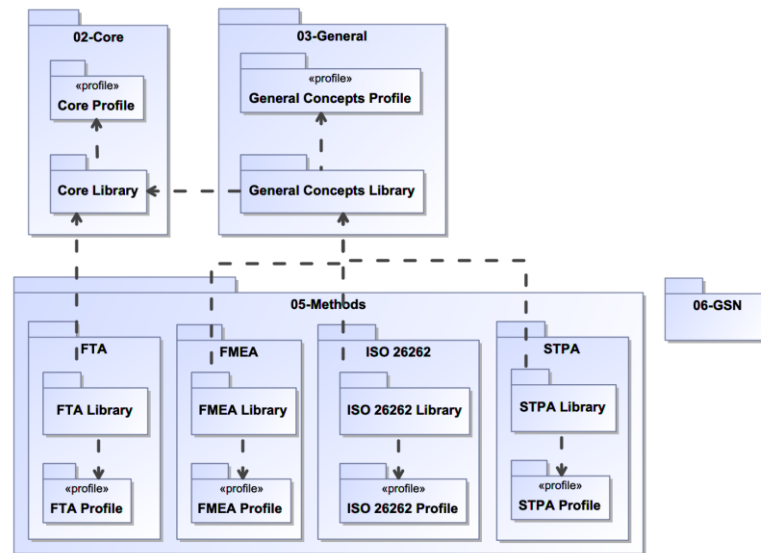 02-Core
03-General
«profile»
Core Profile
«profile»
General Concepts Profile
Core Library
General Concepts Library
05-Methods
06-GSN
FTA
FMEA
ISO 26262
STPA
FTA Library
FMEA Library
ISO 26262 Library
STPA Library
«profile»
FTA Profile
«profile»
FMEA Profile
«profile»
ISO 26262 Profile
«profile»
STPA Profile